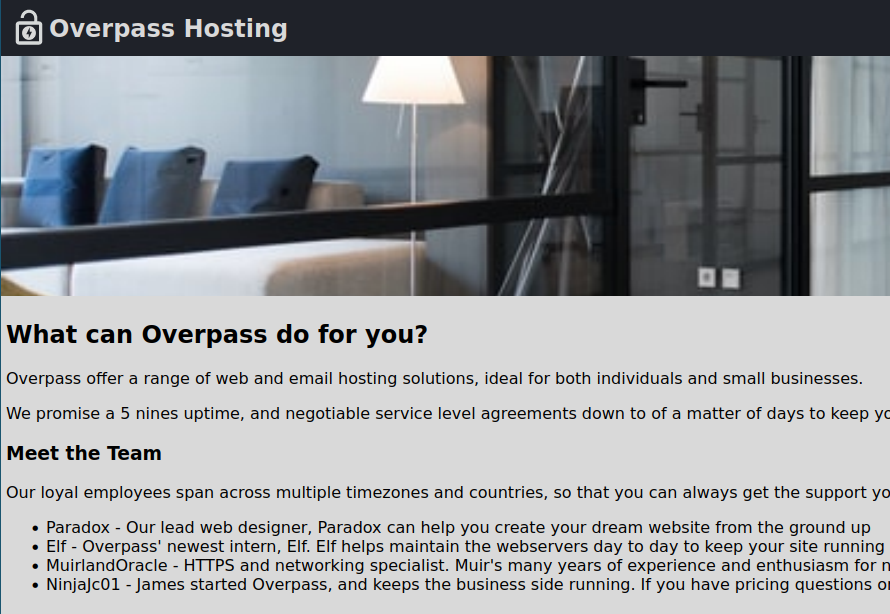 Overpass Hosting
What can Overpass do for you?
Overpass offer a range of web and email hosting solutions, ideal for both individuals and small businesses.
We promise a 5 nines uptime, and negotiable service level agreements down to of a matter of days to keep yo
Meet the Team
Our loyal employees span across multiple timezones and countries, so that you can always get the support yo
• Paradox - Our lead web designer, Paradox can help you create your dream website from the ground up
• Elf - Overpass' newest intern, Elf. Elf helps maintain the webservers day to day to keep your site running
• MuirlandOracle - HTTPS and networking specialist. Muir's many years of experience and enthusiasm for n
• NinjaJc01 - James started Overpass, and keeps the business side running. If you have pricing questions o